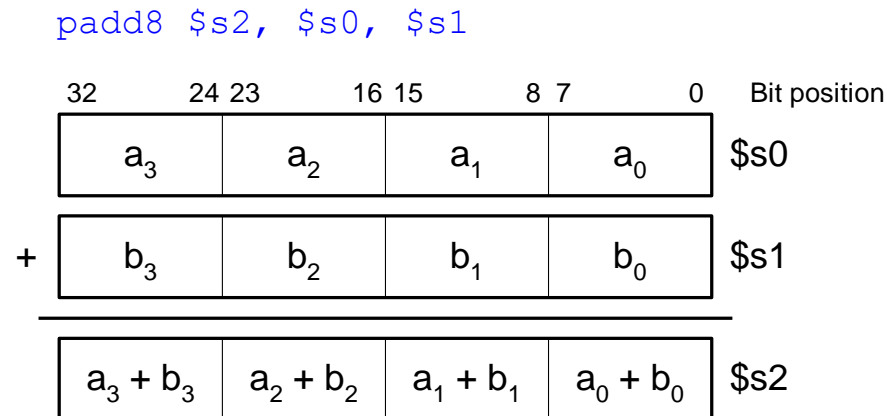 padd8 $s2, $s0, $s1
32 24 23 16 15 8 7 0 Bit position
a₃ a₂ a₁ a₀ $s0
+ b₃ b₂ b₁ b₀ $s1
a₃ + b₃ a₂ + b₂ a₁ + b₁ a₀ + b₀ $s2